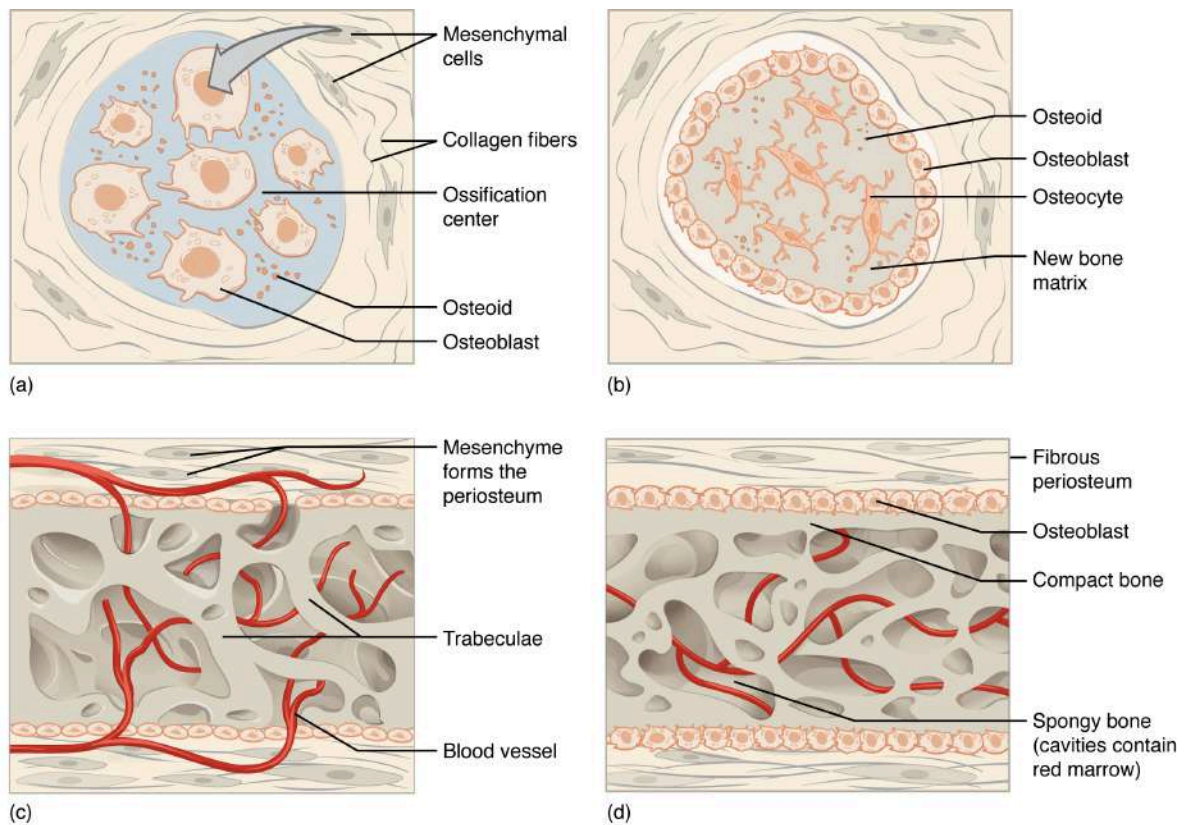 Mesenchymal
cells
Collagen fibers
Ossification
center
Osteoid
Osteoblast
(a)
Osteoid
Osteoblast
Osteocyte
New bone
matrix
(b)
Mesenchyme
forms the
periosteum
Trabeculae
Blood vessel
(c)
Fibrous
periosteum
Osteoblast
Compact bone
Spongy bone
(cavities contain
red marrow)
(d)